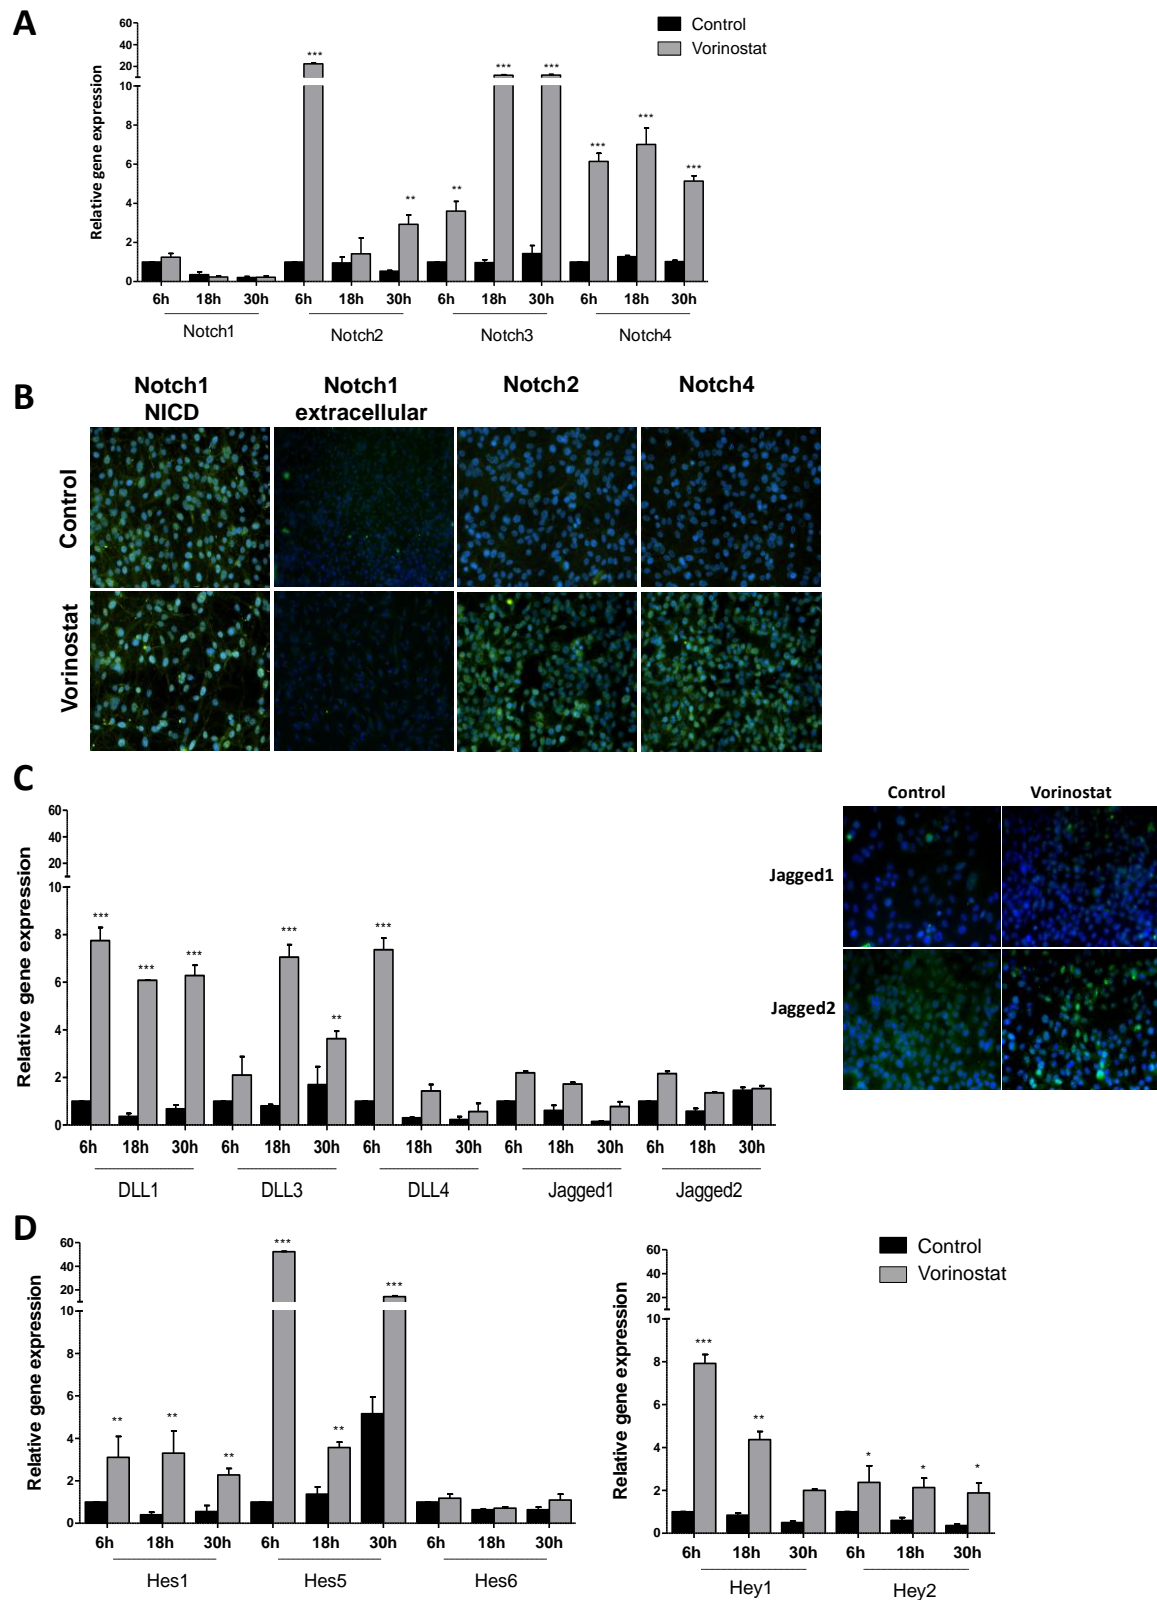 A
Control
Vorinostat
Relative gene expression
60
40
20
10
8
6
4
2
0
***
**
**
***
***
***
***
***
6h 18h 30h 6h 18h 30h 6h 18h 30h 6h 18h 30h
Notch1 Notch2 Notch3 Notch4
B
Notch1 NICD
Notch1 extracellular
Notch2
Notch4
Control
Vorinostat
C
Relative gene expression
60
40
20
0
10
8
6
4
2
0
***
***
***
***
**
***
6h 18h 30h 6h 18h 30h 6h 18h 30h 6h 18h 30h 6h 18h 30h
DLL1 DLL3 DLL4 Jagged1 Jagged2
Control Vorinostat
Jagged1
Jagged2
D
Relative gene expression
60
40
20
10
8
6
4
2
0
**
**
**
***
**
***
6h 18h 30h 6h 18h 30h 6h 18h 30h
Hes1 Hes5 Hes6
Relative gene expression
60
40
20
10
8
6
4
2
0
***
**
*
*
*
6h 18h 30h 6h 18h 30h
Hey1 Hey2
Control
Vorinostat